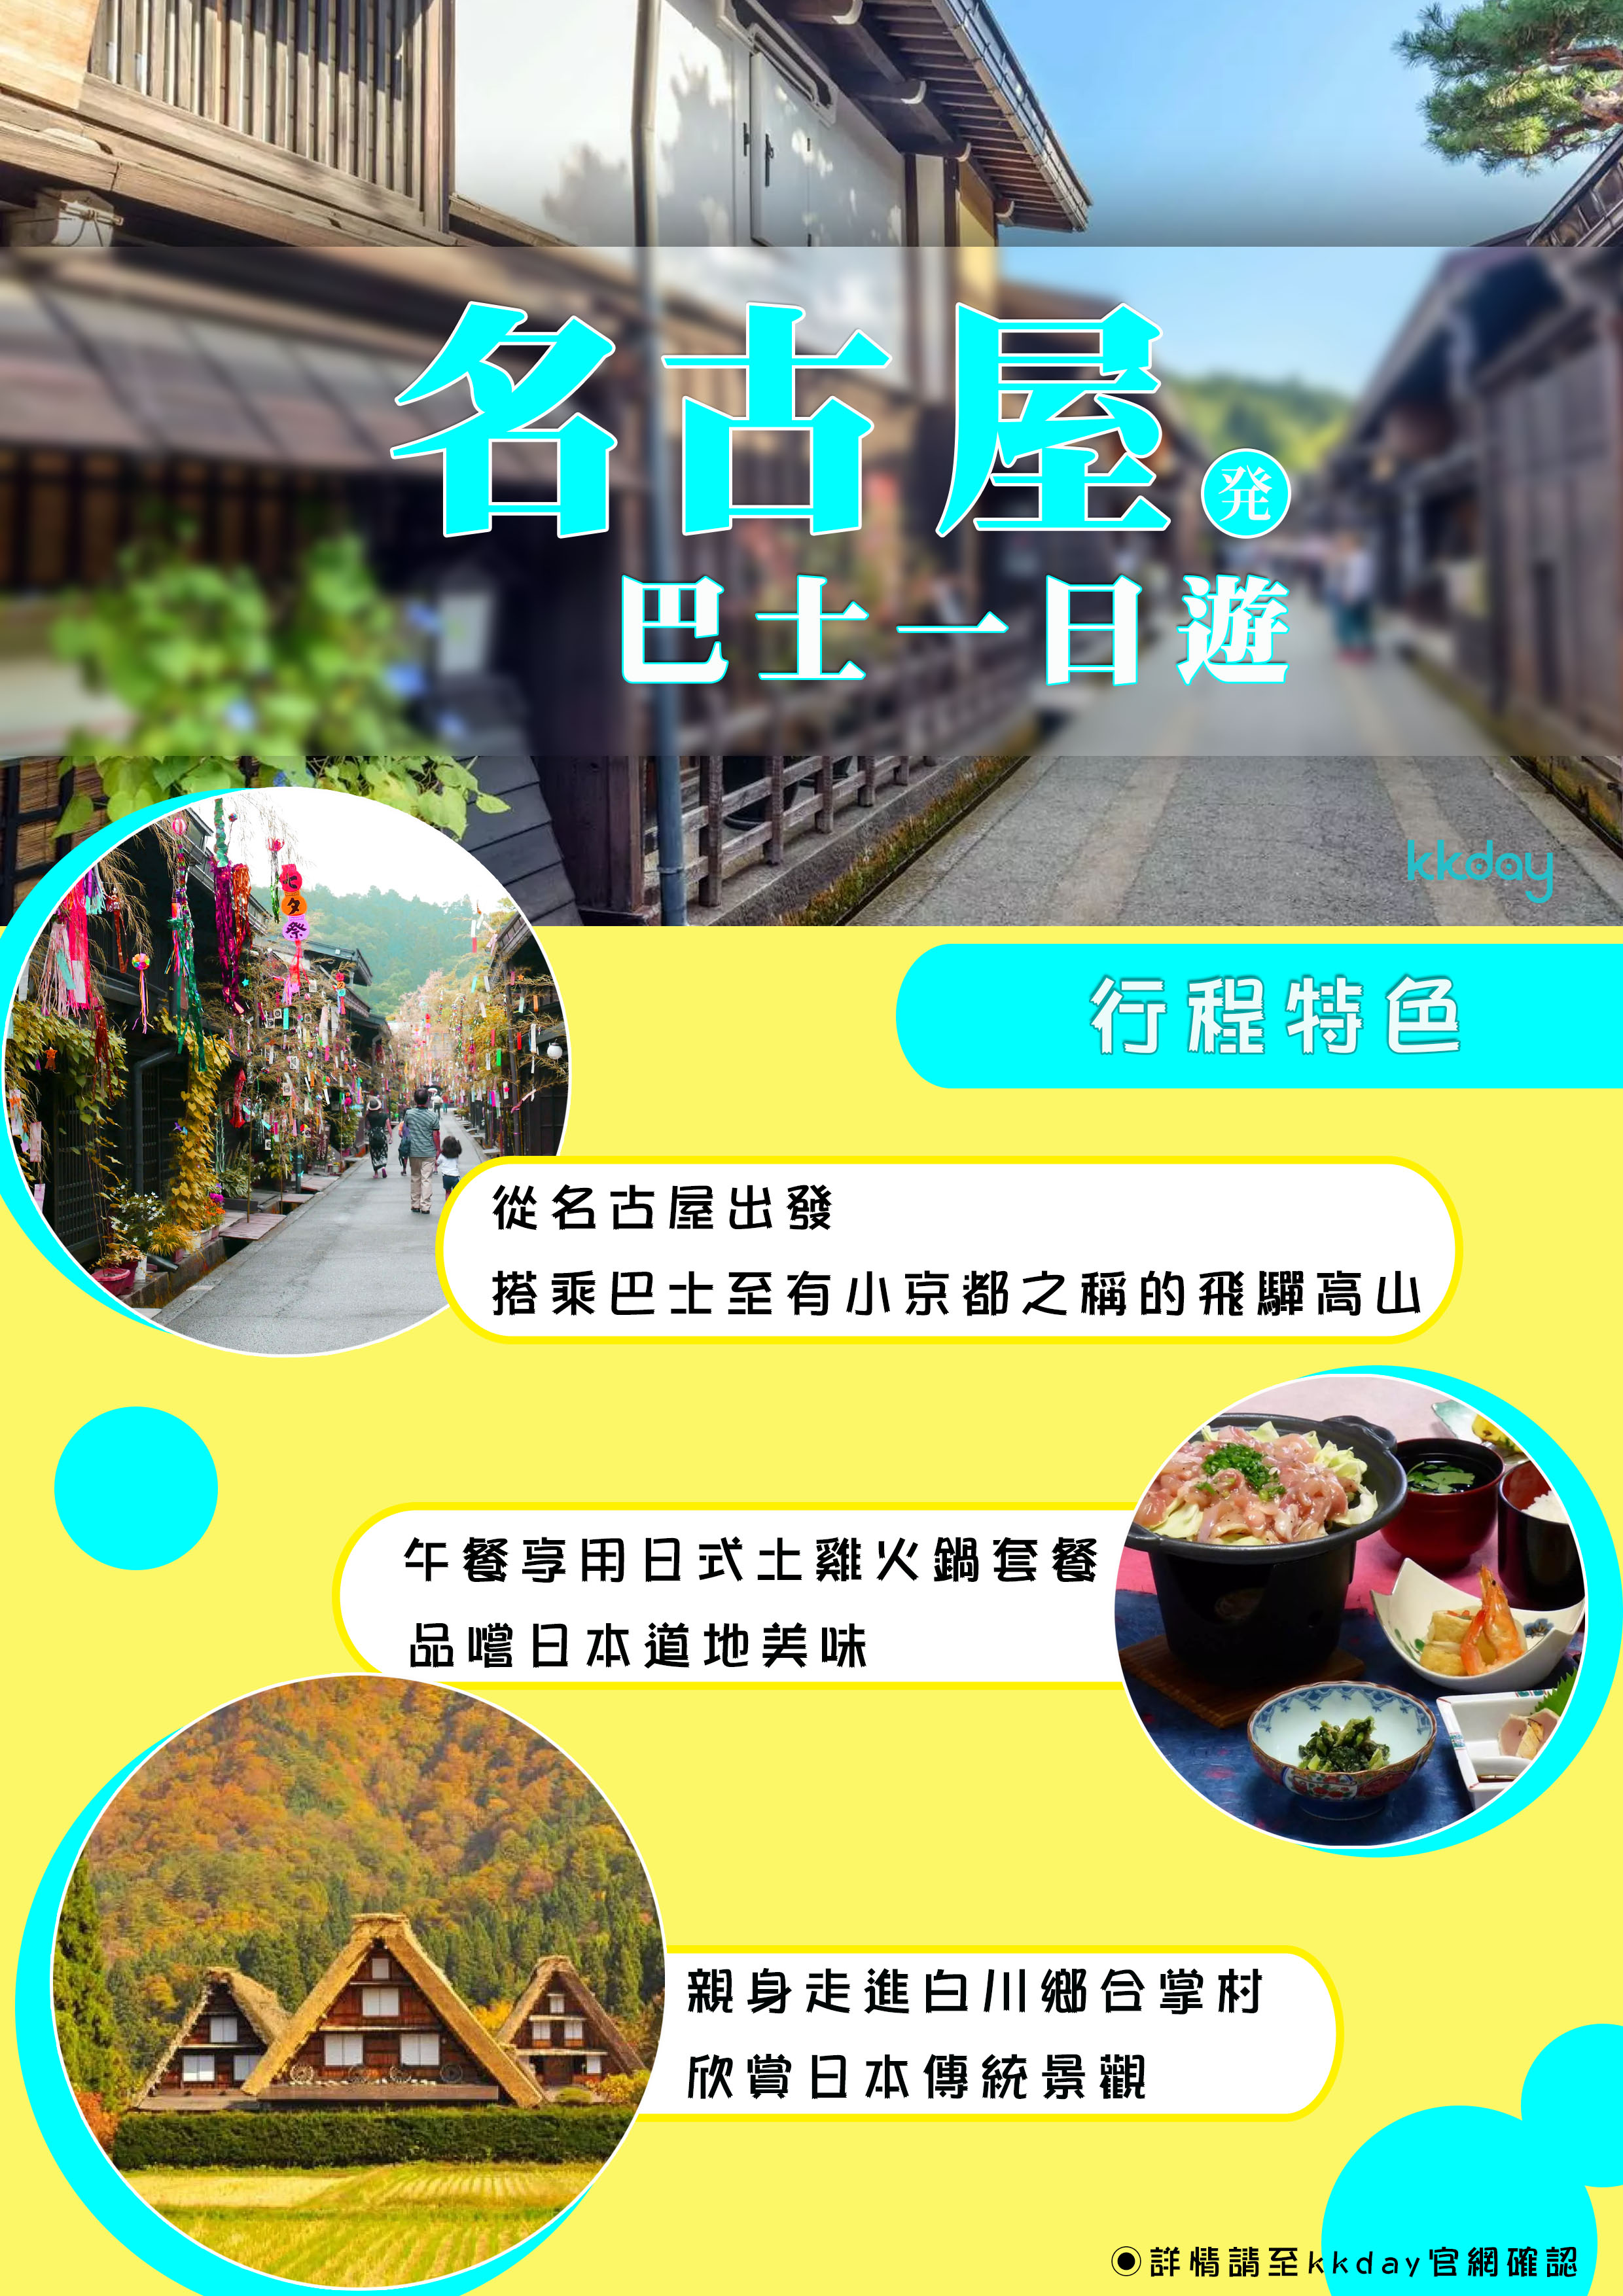 名古屋発
巴士一日遊
kkday
七夕祭
行程特色
從名古屋出發
搭乘巴士至有小京都之稱的飛驒高山
午餐享用日式土雞火鍋套餐
品嚐日本道地美味
親身走進白川鄉合掌村
欣賞日本傳統景觀
◉詳情請至kkday官網確認